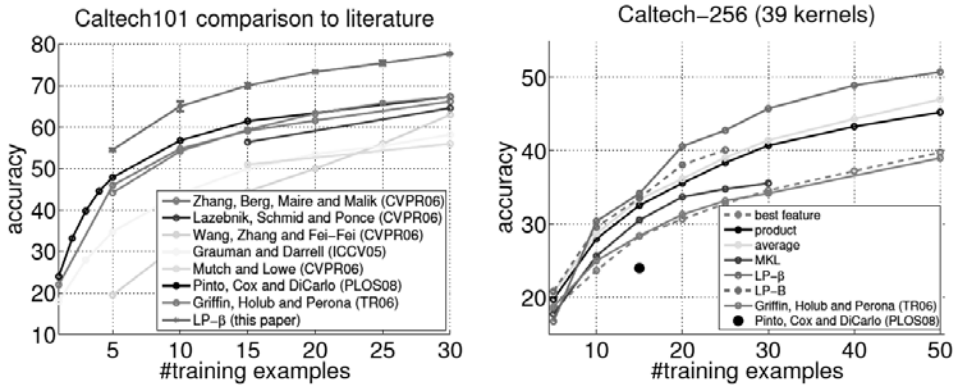 Caltech101 comparison to literature
80
70
60
50
40
30
20
10
accuracy
5
10
15
20
25
30
#training examples
Zhang, Berg, Maire and Malik (CVPR06)
Lazebnik, Schmid and Ponce (CVPR06)
Wang, Zhang and Fei-Fei (CVPR06)
Grauman and Darrell (ICCV05)
Mutch and Lowe (CVPR06)
Pinto, Cox and DiCarlo (PLOS08)
Griffin, Holub and Perona (TR06)
LP-β (this paper)
Caltech-256 (39 kernels)
50
40
30
20
accuracy
10
20
30
40
50
#training examples
best feature
product
average
MKL
LP-β
LP-B
Griffin, Holub and Perona (TR06)
Pinto, Cox and DiCarlo (PLOS08)